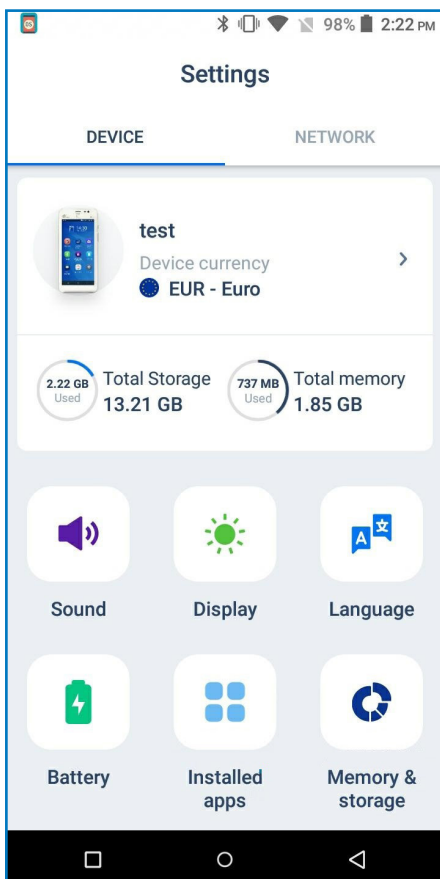 98% 2:22 PM
Settings
DEVICE NETWORK
test
Device currency
EUR - Euro
2.22 GB
Used
Total Storage
13.21 GB
737 MB
Used
Total memory
1.85 GB
A 文
Sound Display Language
Battery Installed apps Memory & storage